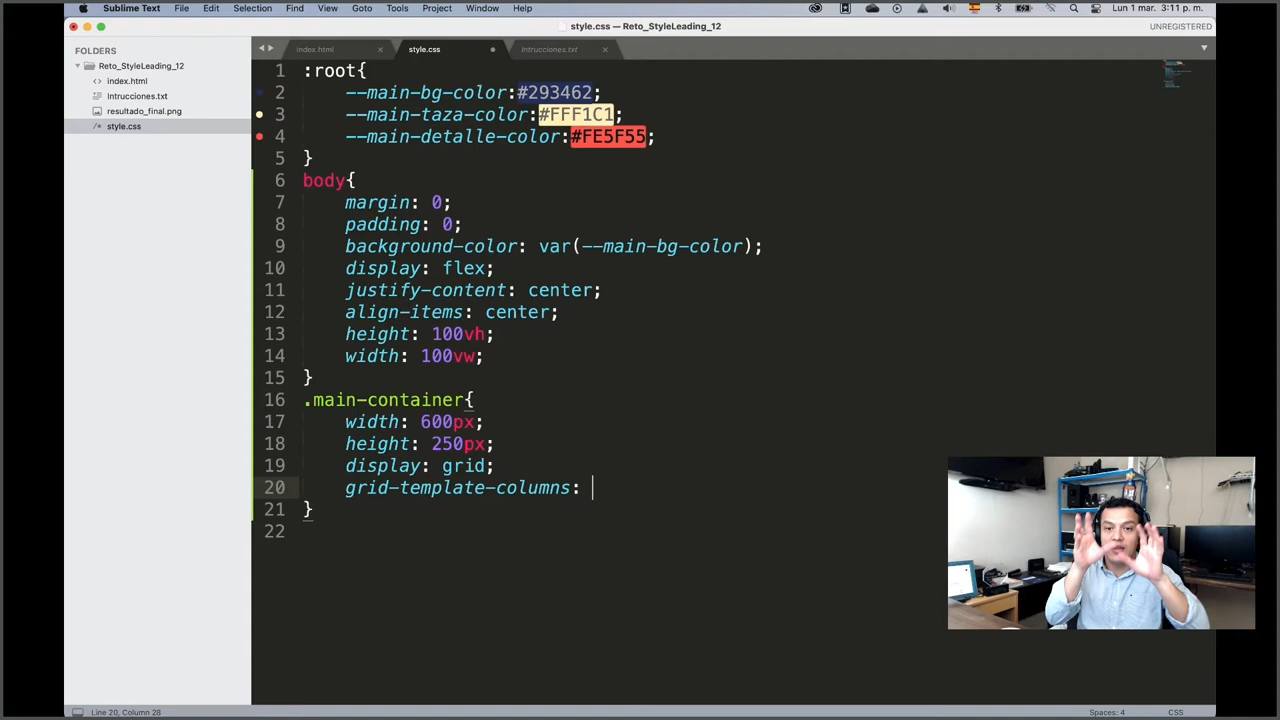 Sublime Text File Edit Selection Find View Goto Tools Project Window Help Lun 1 mar. 3:11 p. m.
style.css — Reto_StyleLeading_12 UNREGISTERED
FOLDERS
Reto_StyleLeading_12
index.html
Intrucciones.txt
resultado_final.png
style.css
index.html style.css Intrucciones.txt
1 :root{
2 --main-bg-color:#293462;
3 --main-taza-color:#FFF1C1;
4 --main-detalle-color:#FE5F55;
5 }
6 body{
7 margin: 0;
8 padding: 0;
9 background-color: var(--main-bg-color);
10 display: flex;
11 justify-content: center;
12 align-items: center;
13 height: 100vh;
14 width: 100vw;
15 }
16 .main-container{
17 width: 600px;
18 height: 250px;
19 display: grid;
20 grid-template-columns:
21 }
22
Line 20, Column 28 Spaces: 4 CSS